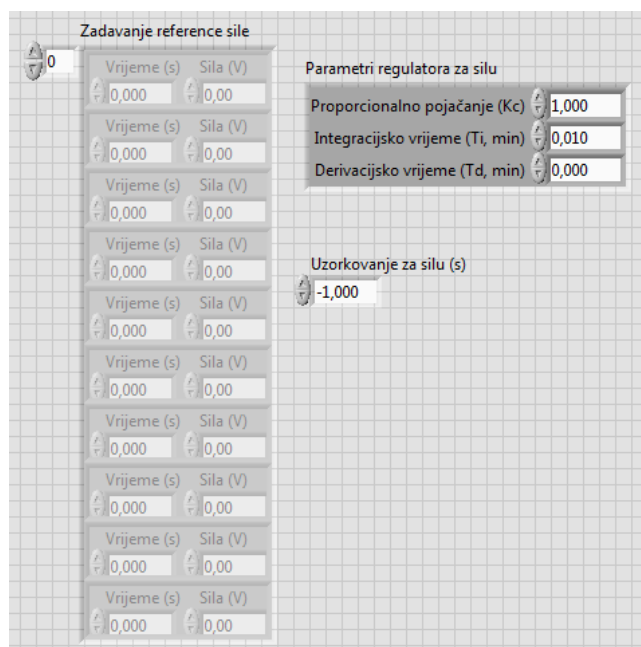 Zadavanje reference sile
0
Vrijeme (s) Sila (V)
0,000 0,00
Vrijeme (s) Sila (V)
0,000 0,00
Vrijeme (s) Sila (V)
0,000 0,00
Vrijeme (s) Sila (V)
0,000 0,00
Vrijeme (s) Sila (V)
0,000 0,00
Vrijeme (s) Sila (V)
0,000 0,00
Vrijeme (s) Sila (V)
0,000 0,00
Vrijeme (s) Sila (V)
0,000 0,00
Vrijeme (s) Sila (V)
0,000 0,00
Vrijeme (s) Sila (V)
0,000 0,00
Parametri regulatora za silu
Proporcionalno pojačanje (Kc) 1,000
Integracijsko vrijeme (Ti, min) 0,010
Derivacijsko vrijeme (Td, min) 0,000
Uzorkovanje za silu (s)
-1,000